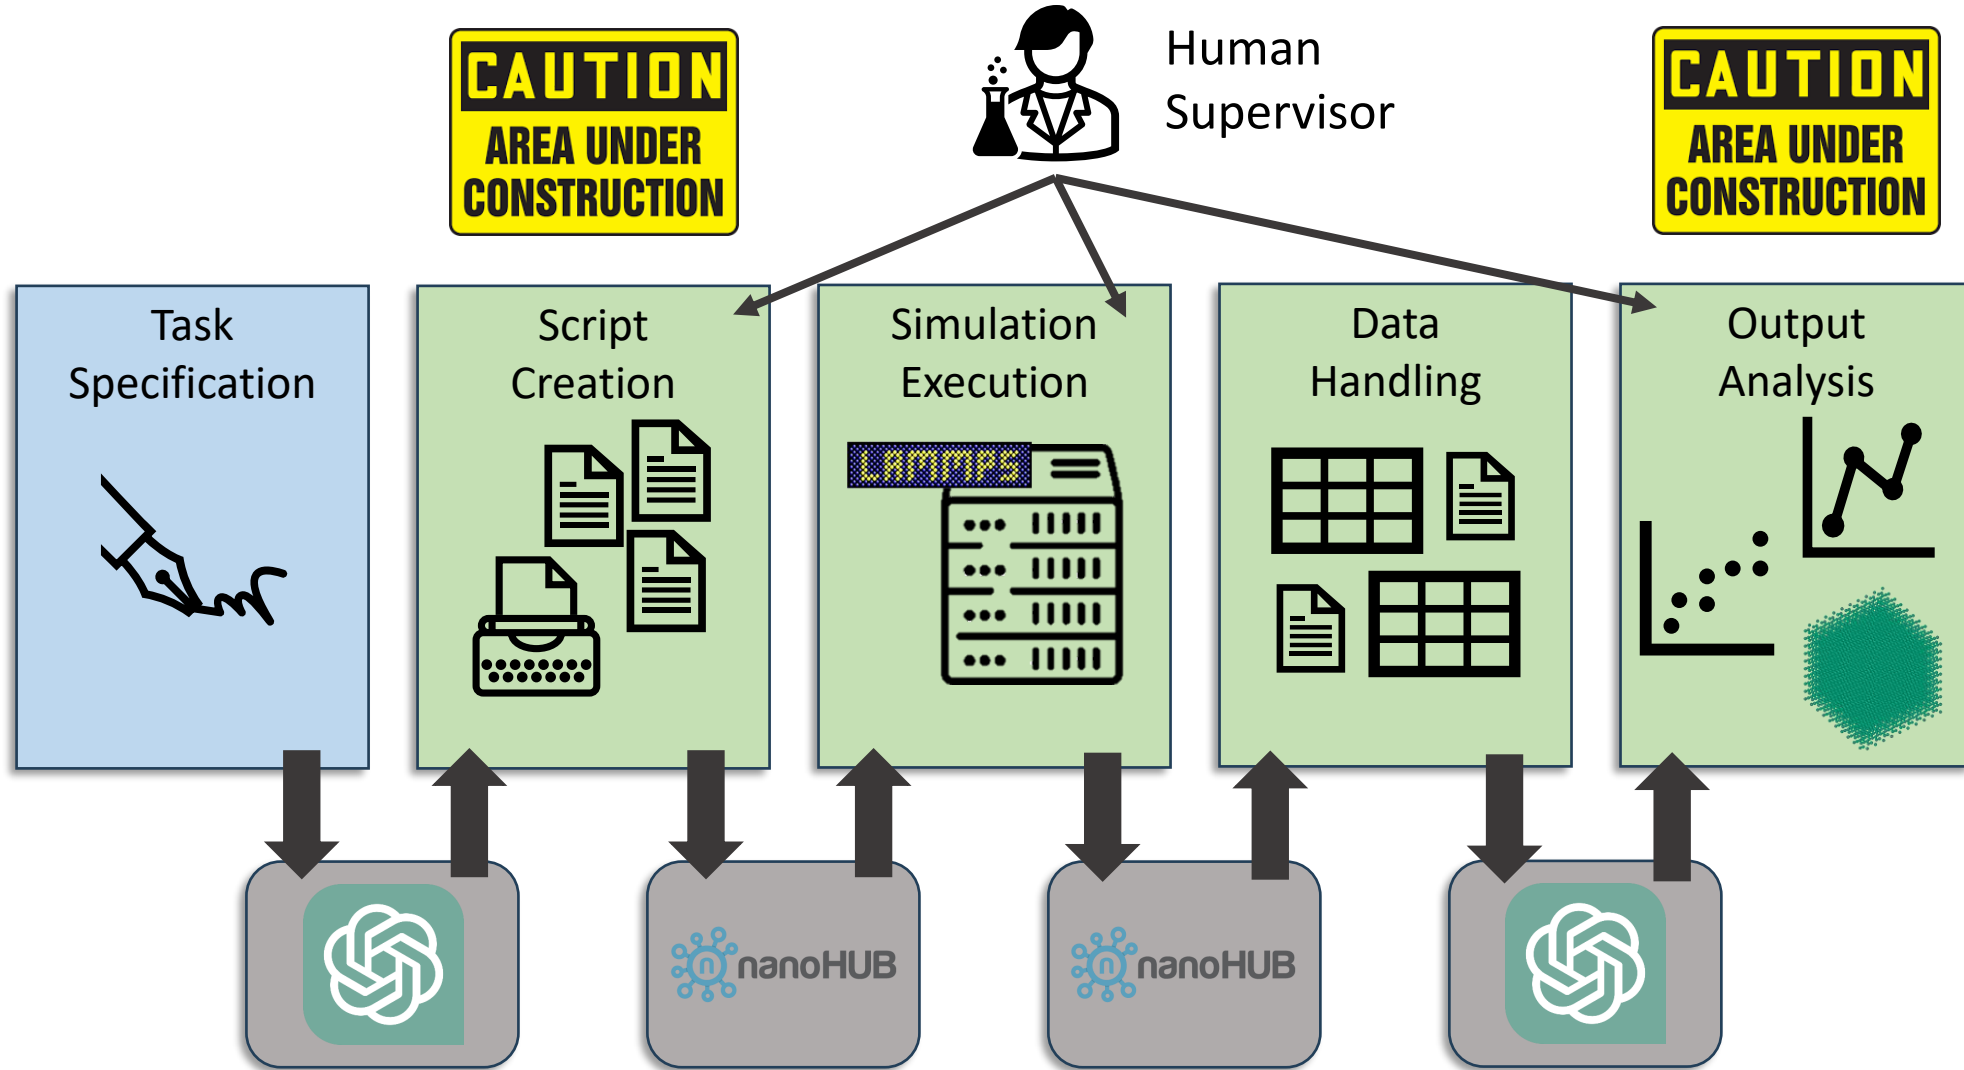 CAUTION
AREA UNDER
CONSTRUCTION
Human
Supervisor
CAUTION
AREA UNDER
CONSTRUCTION
Task
Specification
Script
Creation
Simulation
Execution
LAMMPS
Data
Handling
Output
Analysis
n nanoHUB
n nanoHUB